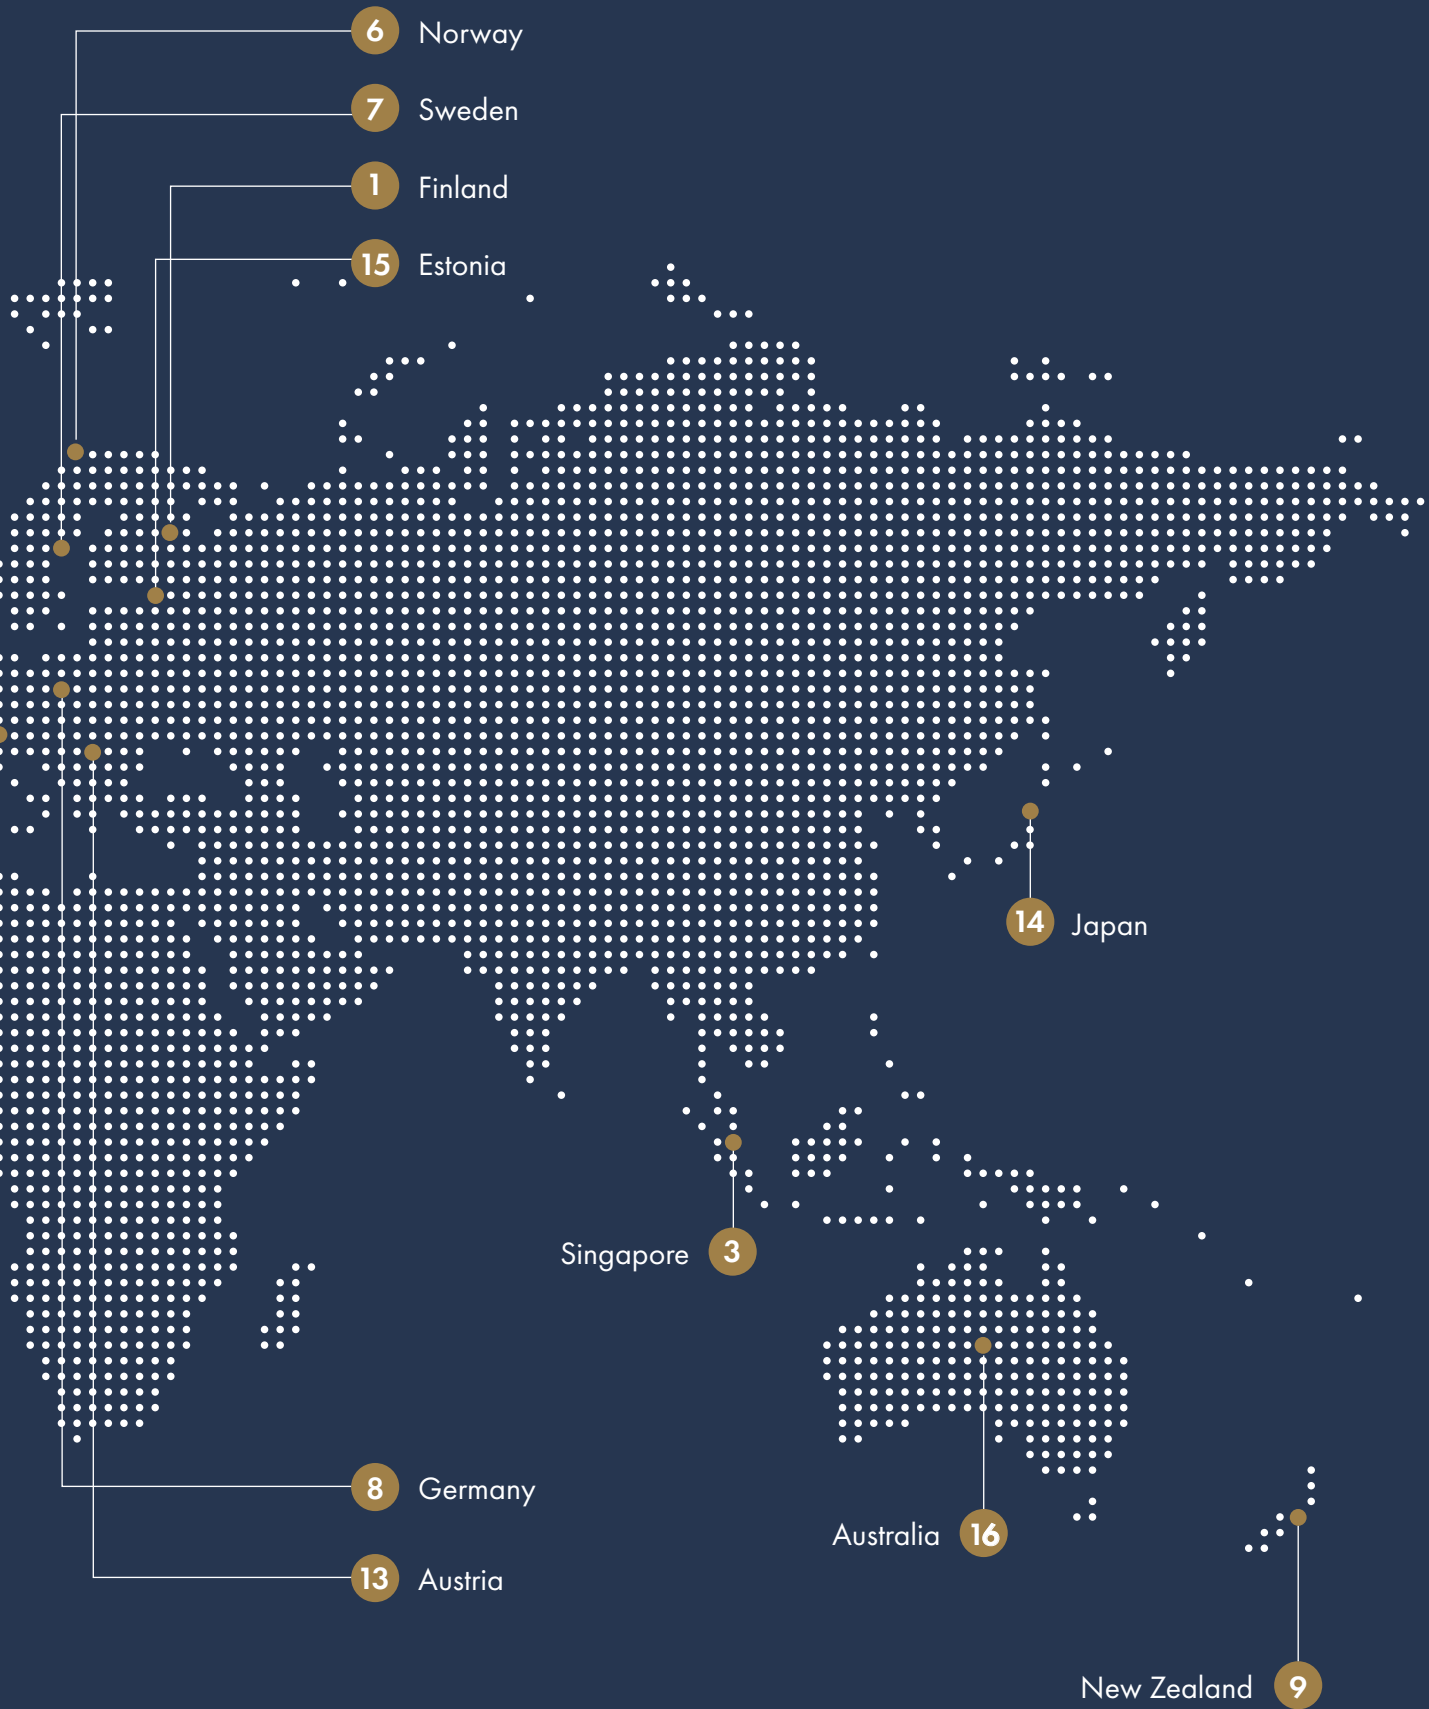 6 Norway
7 Sweden
1 Finland
15 Estonia
14 Japan
Singapore 3
8 Germany
Australia 16
13 Austria
New Zealand 9